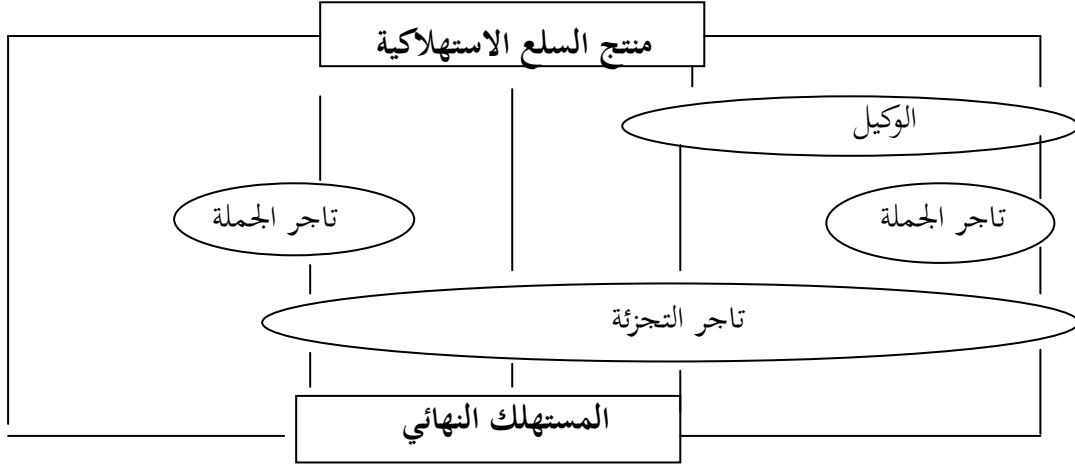 منتج السلع الاستهلاكية
الوكيل
تاجر الجملة
تاجر الجملة
تاجر التجزئة
المستهلك النهائي